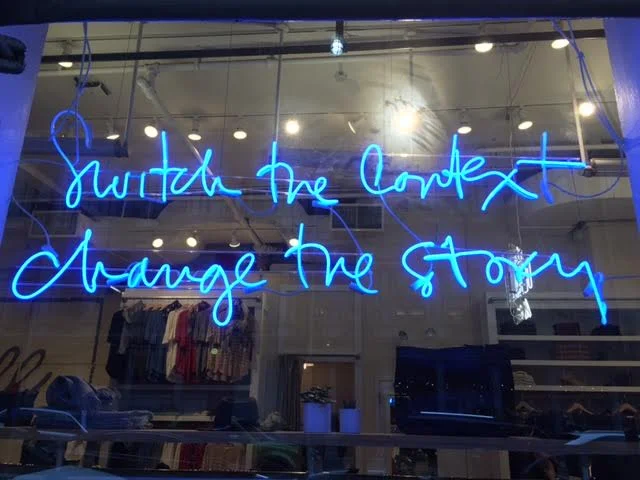 Switch the Context
change the story